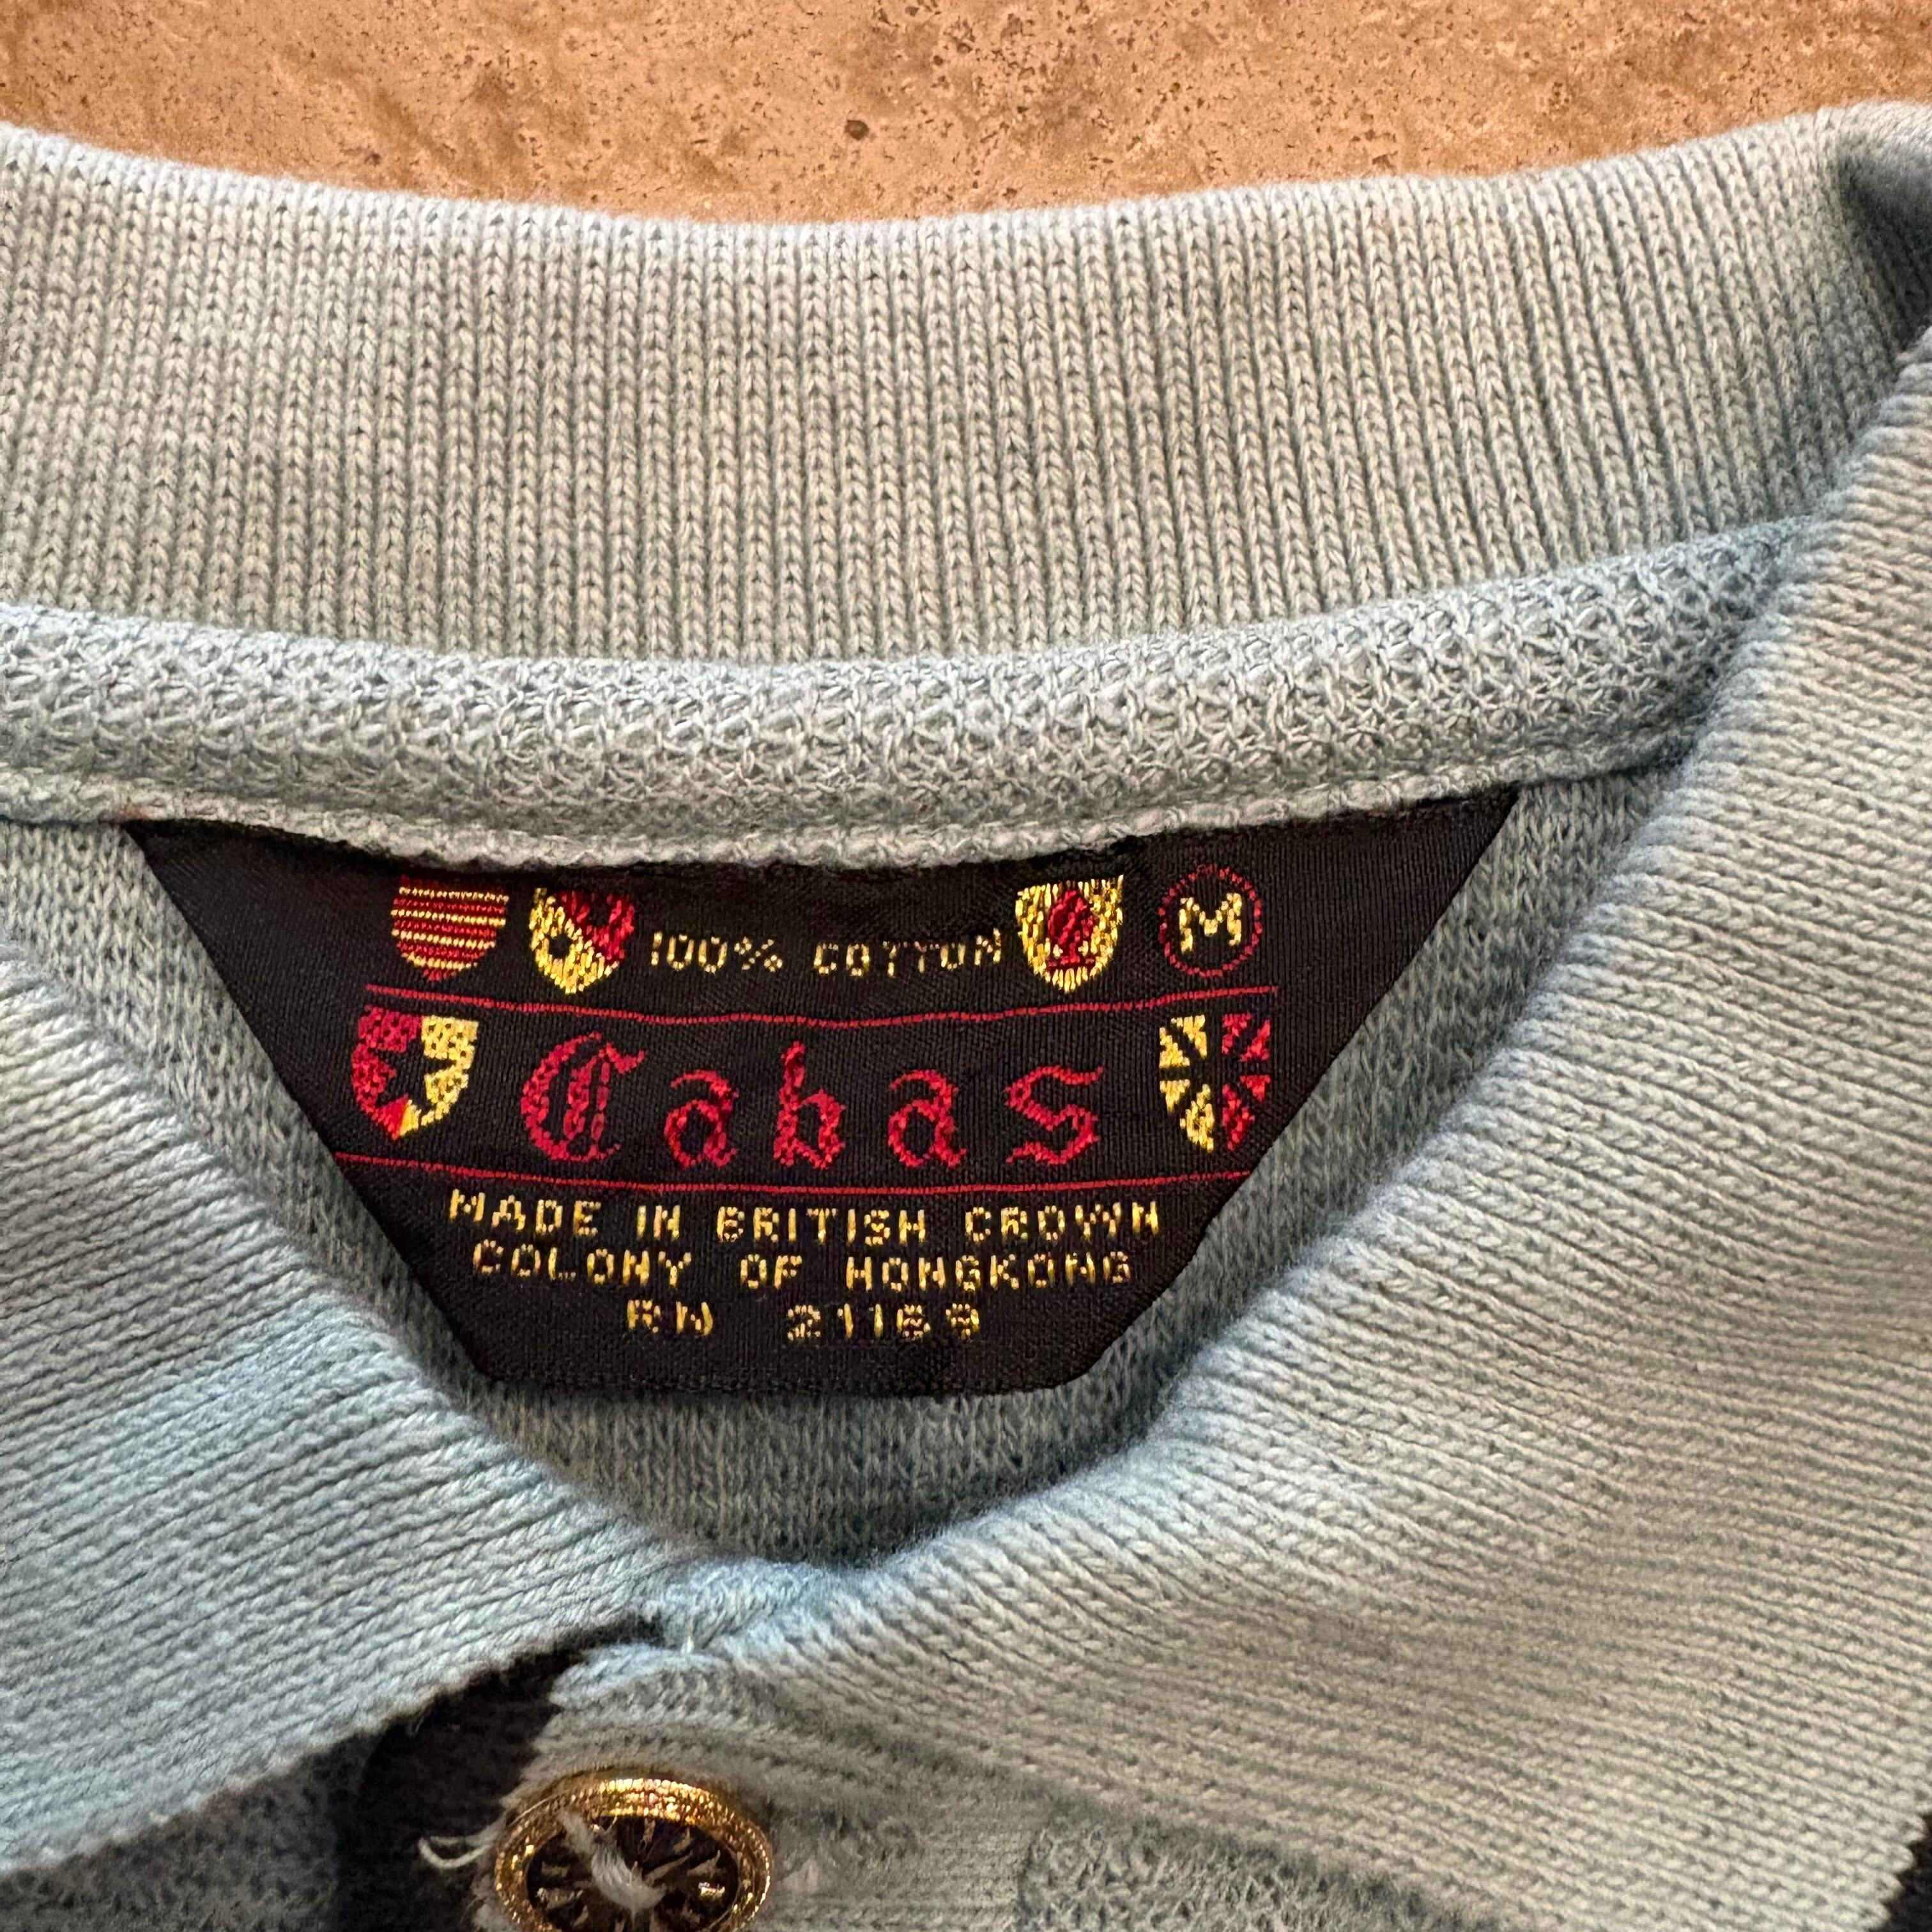 100% COTTON M
Cabas
MADE IN BRITISH CROWN
COLONY OF HONGKONG
RN 21169